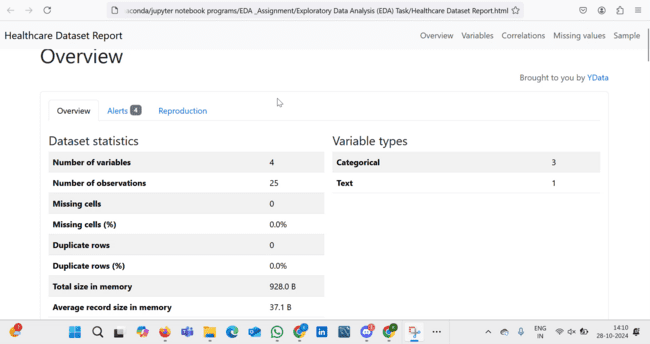 aconda/jupyter notebook programs/EDA _Assignment/Exploratory Data Analysis (EDA) Task/Healthcare Dataset Report.html
Healthcare Dataset Report
Overview Variables Correlations Missing values Sample
Overview
Brought to you by YData
Overview Alerts 4 Reproduction
Dataset statistics
Number of variables 4
Number of observations 25
Missing cells 0
Missing cells (%) 0.0%
Duplicate rows 0
Duplicate rows (%) 0.0%
Total size in memory 928.0 B
Average record size in memory 37.1 B
Variable types
Categorical 3
Text 1
ENG 14:10
IN 28-10-2024